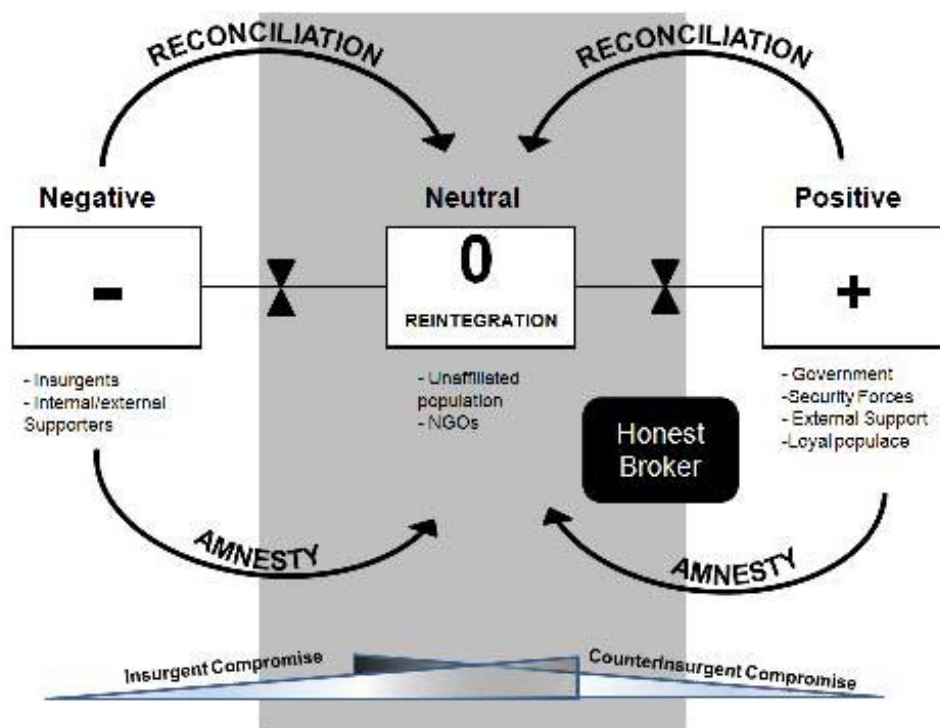 RECONCILIATION
RECONCILIATION
Negative
Neutral
Positive
-
0
REINTEGRATION
+
- Insurgents
- Internal/external
Supporters
- Unaffiliated
population
- NGOs
- Government
-Security Forces
- External Support
-Loyal populace
Honest
Broker
AMNESTY
AMNESTY
Insurgent Compromise
Counterinsurgent Compromise